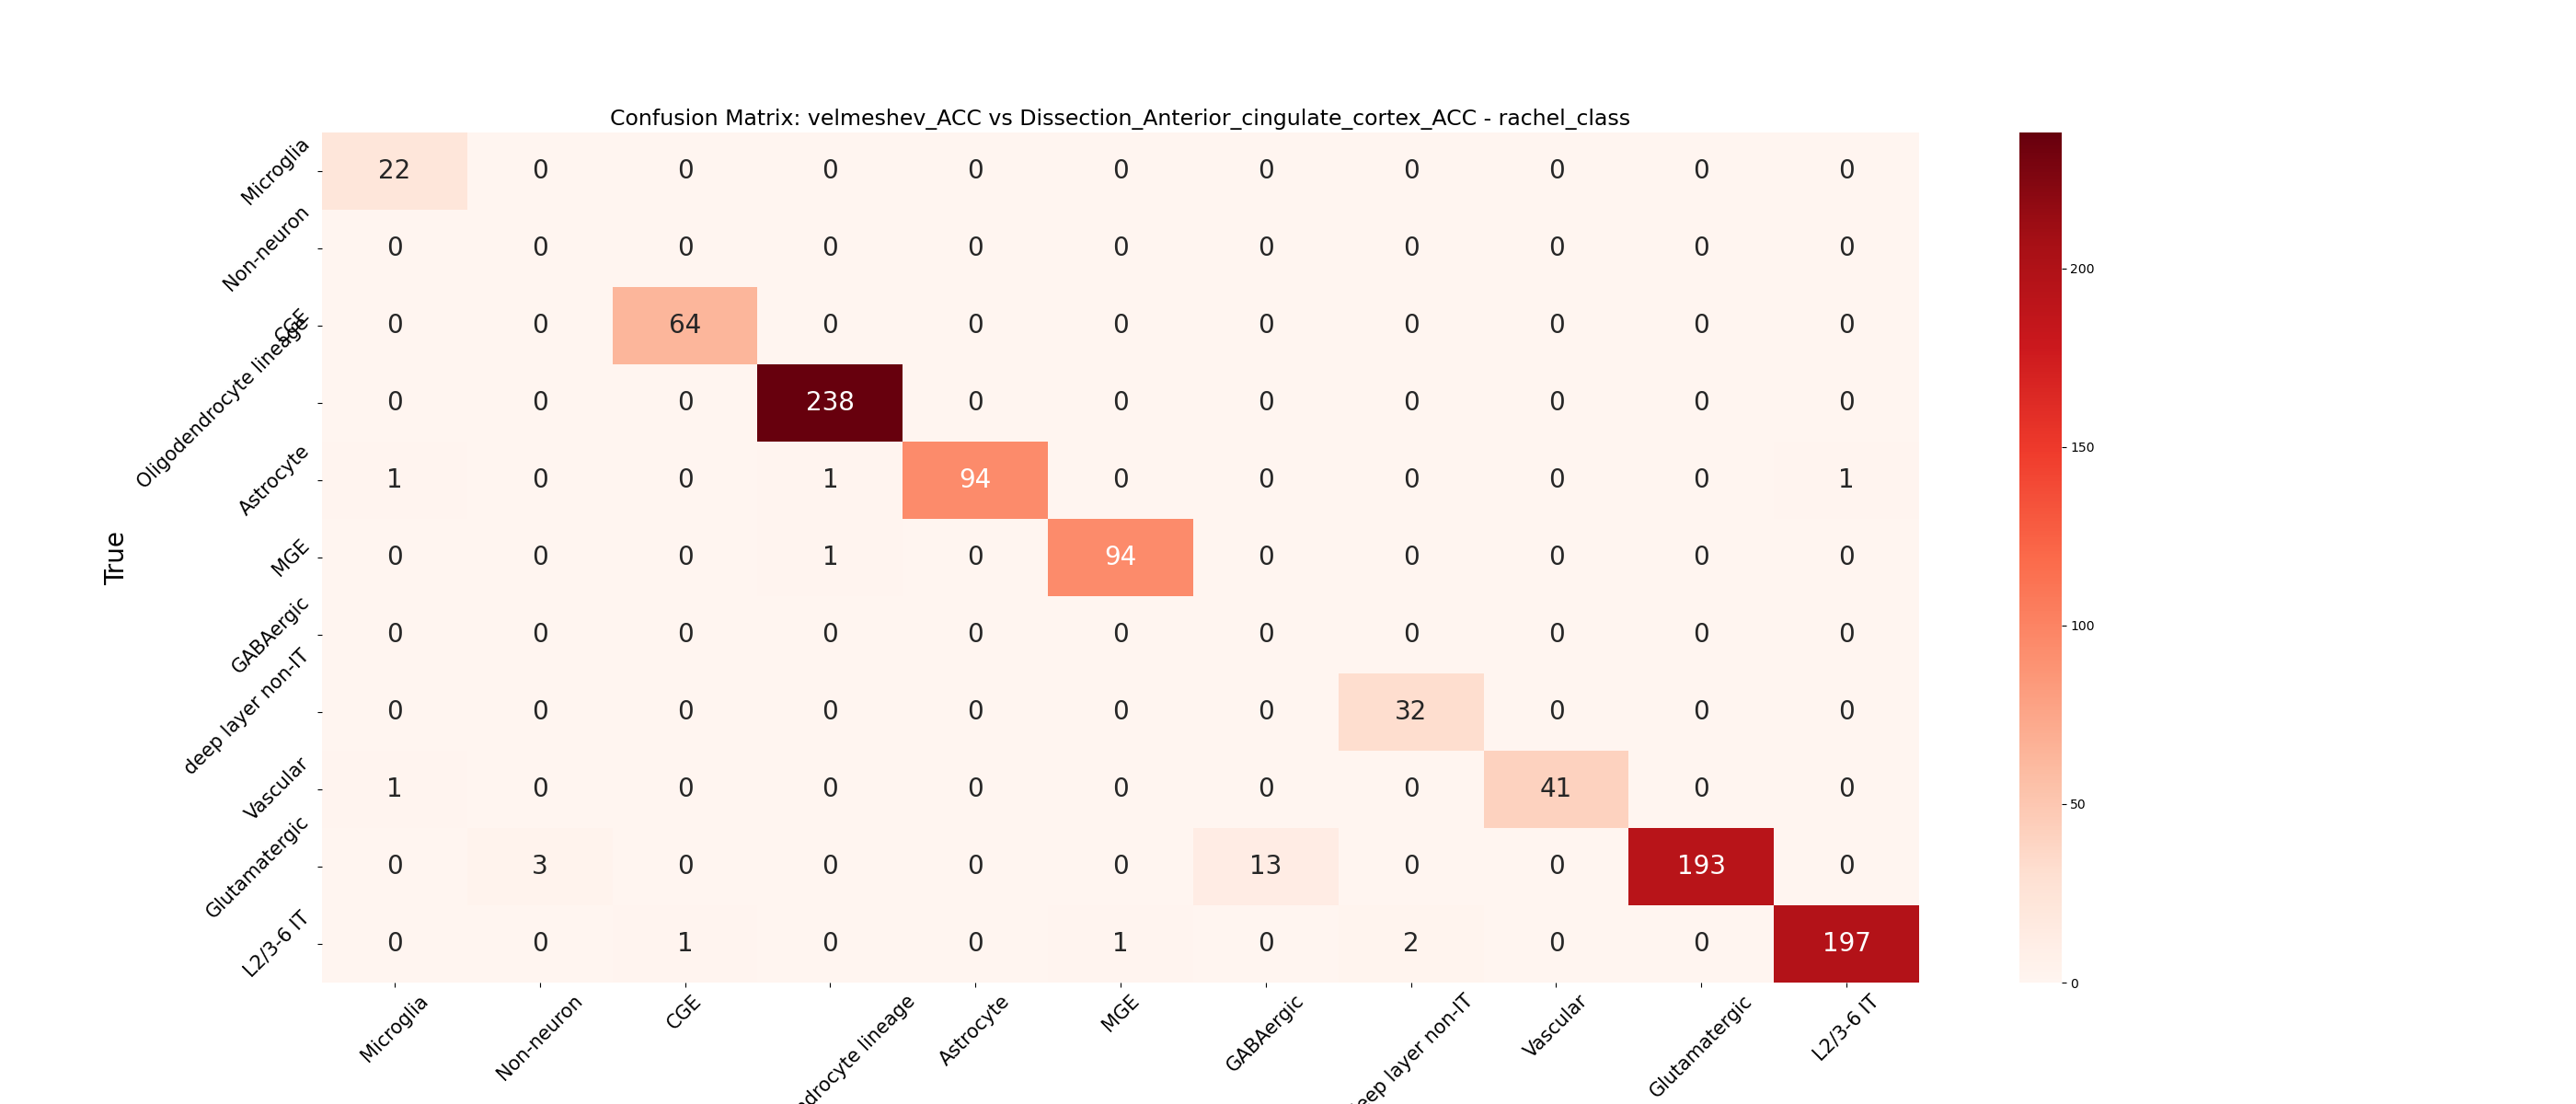 Confusion Matrix: velmeshev_ACC vs Dissection_Anterior_cingulate_cortex_ACC - rachel_class
True
Microglia 22 0 0 0 0 0 0 0 0 0 0
Non-neuron 0 0 0 0 0 0 0 0 0 0 0
CGE 0 0 64 0 0 0 0 0 0 0 0
Oligodendrocyte lineage 0 0 0 238 0 0 0 0 0 0 0
Astrocyte 1 0 0 1 94 0 0 0 0 0 1
MGE 0 0 0 1 0 94 0 0 0 0 0
GABAergic 0 0 0 0 0 0 0 0 0 0 0
deep layer non-IT 0 0 0 0 0 0 0 32 0 0 0
Vascular 1 0 0 0 0 0 0 0 41 0 0
Glutamatergic 0 3 0 0 0 0 13 0 0 193 0
L2/3-6 IT 0 0 1 0 0 1 0 2 0 0 197
Microglia Non-neuron CGE ndrocyte lineage Astrocyte MGE GABAergic eep layer non-IT Vascular Glutamatergic L2/3-6 IT
200
150
100
50
0